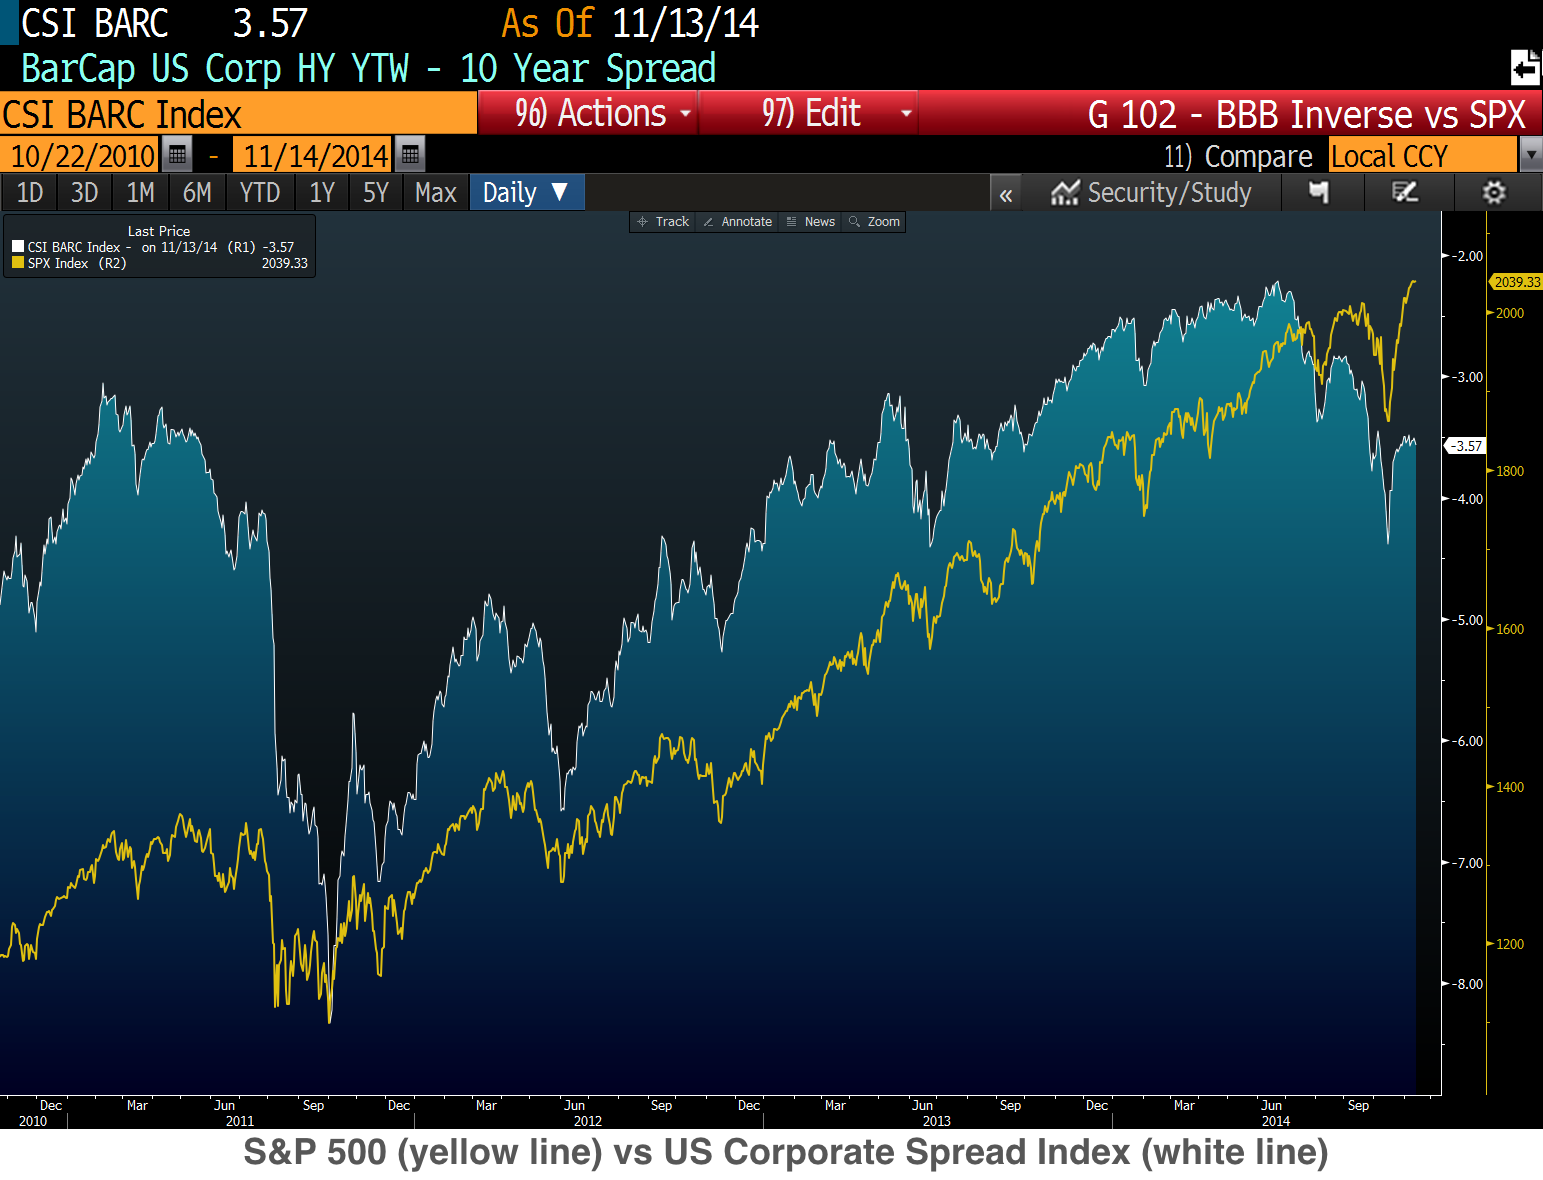 CSI BARC 3.57 As Of 11/13/14
BarCap US Corp HY YTW - 10 Year Spread
CSI BARC Index 96) Actions 97) Edit G 102 - BBB Inverse vs SPX
10/22/2010 - 11/14/2014 11) Compare Local CCY
1D 3D 1M 6M YTD 1Y 5Y Max Daily ▼ « Security/Study
Track Annotate News Zoom
Last Price
CSI BARC Index - on 11/13/14 (R1) -3.57
SPX Index (R2) 2039.33
-2.00
2039.33
2000
-3.00
-3.57
1800
-4.00
-5.00
1600
-6.00
1400
-7.00
1200
-8.00
Dec Mar Jun Sep Dec Mar Jun Sep Dec Mar Jun Sep Dec Mar Jun Sep
2010 2011 2012 2013 2014
S&P 500 (yellow line) vs US Corporate Spread Index (white line)